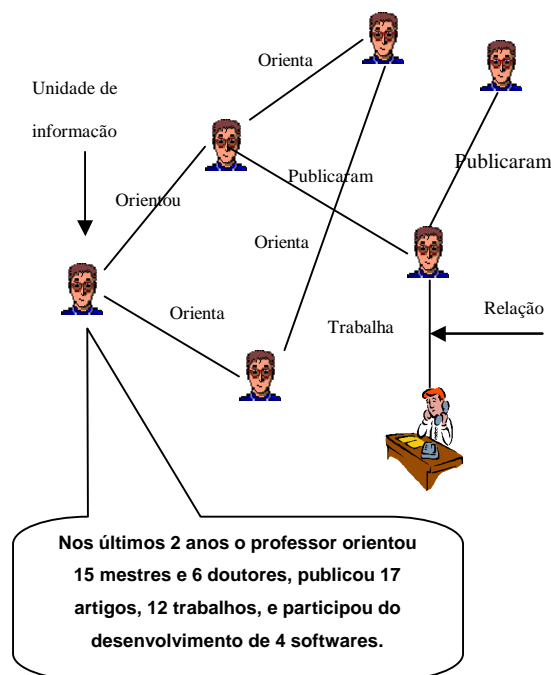 Orienta
Unidade de
informação
Publicaram
Publicaram
Orientou
Orienta
Orienta
Trabalha
Relação
Nos últimos 2 anos o professor orientou
15 mestres e 6 doutores, publicou 17
artigos, 12 trabalhos, e participou do
desenvolvimento de 4 softwares.